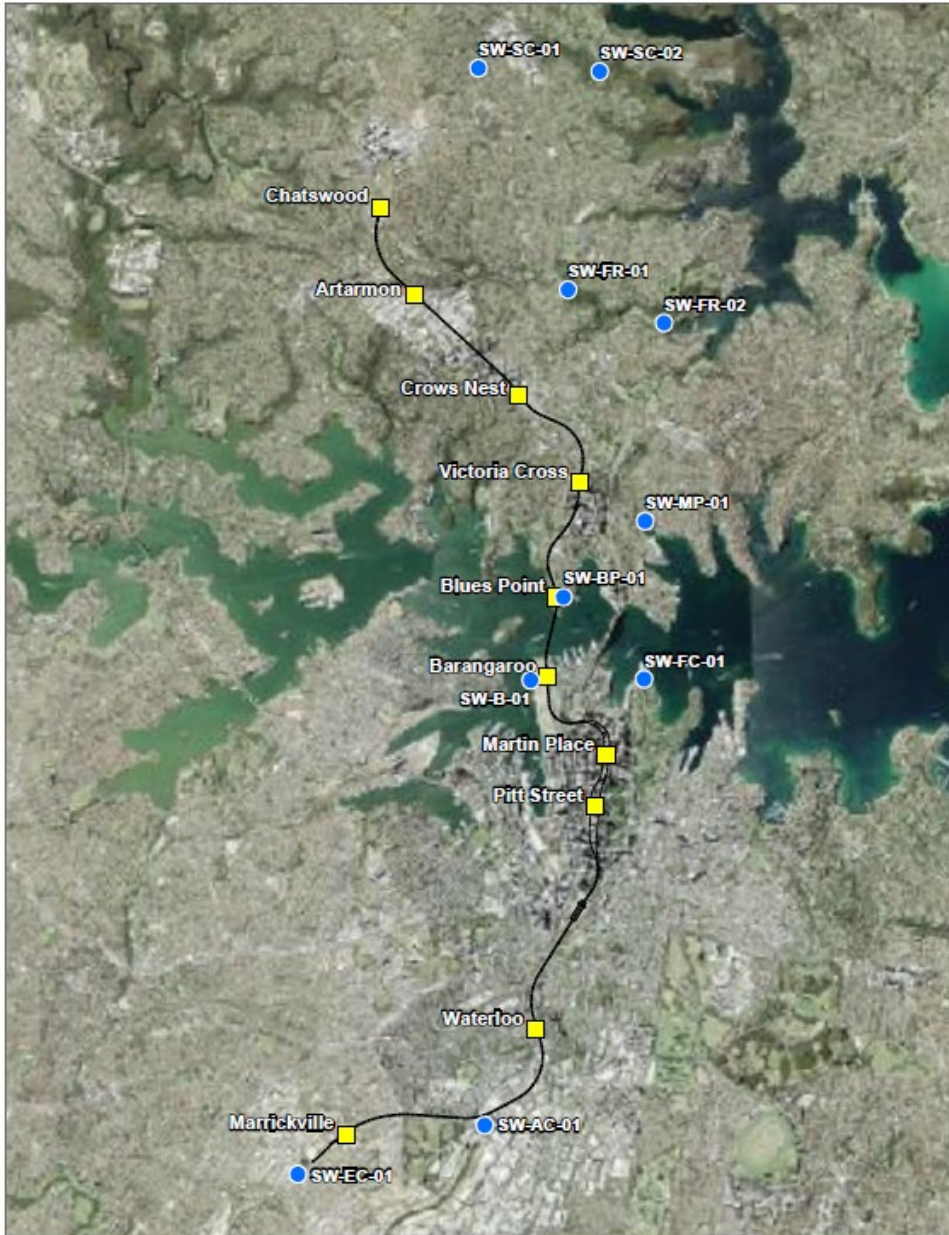 SW-SC-01
SW-SC-02
Chatswood
SW-FR-01
Artarmon
SW-FR-02
Crows Nest
Victoria Cross
SW-MP-01
Blues Point
SW-BP-01
Barangaroo
SW-FC-01
SW-B-01
Martin Place
Pitt Street
Waterloo
SW-AC-01
Marrickville
SW-EC-01